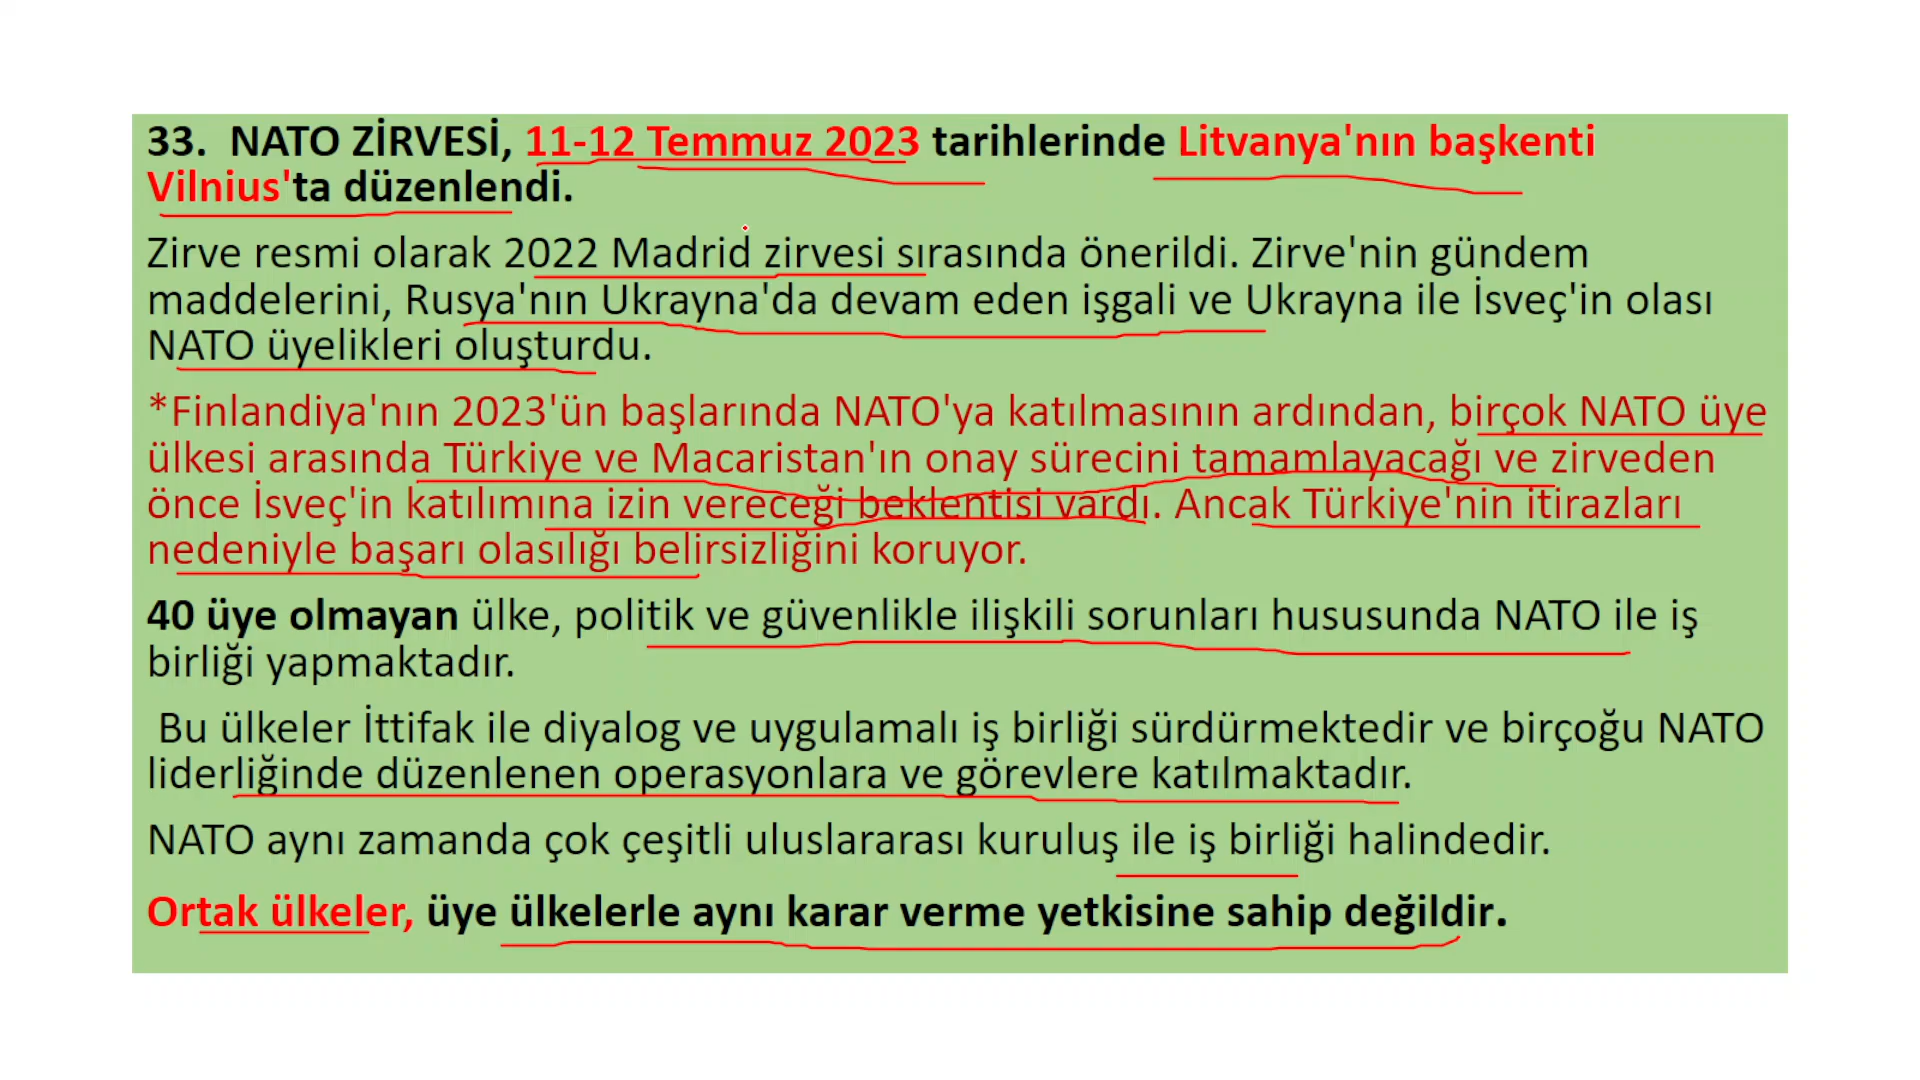 33. NATO ZİRVESİ, 11-12 Temmuz 2023 tarihlerinde Litvanya'nın başkenti
Vilnius'ta düzenlendi.
Zirve resmi olarak 2022 Madrid zirvesi sırasında önerildi. Zirve'nin gündem
maddelerini, Rusya'nın Ukrayna'da devam eden işgali ve Ukrayna ile İsveç'in olası
NATO üyelikleri oluşturdu.
*Finlandiya'nın 2023'ün başlarında NATO'ya katılmasının ardından, birçok NATO üye
ülkesi arasında Türkiye ve Macaristan'ın onay sürecini tamamlayacağı ve zirveden
önce İsveç'in katılımına izin vereceği beklentisi vardı. Ancak Türkiye'nin itirazları
nedeniyle başarı olasılığı belirsizliğini koruyor.
40 üye olmayan ülke, politik ve güvenlikle ilişkili sorunları hususunda NATO ile iş
birliği yapmaktadır.
Bu ülkeler İttifak ile diyalog ve uygulamalı iş birliği sürdürmektedir ve birçoğu NATO
liderliğinde düzenlenen operasyonlara ve görevlere katılmaktadır.
NATO aynı zamanda çok çeşitli uluslararası kuruluş ile iş birliği halindedir.
Ortak ülkeler, üye ülkelerle aynı karar verme yetkisine sahip değildir.